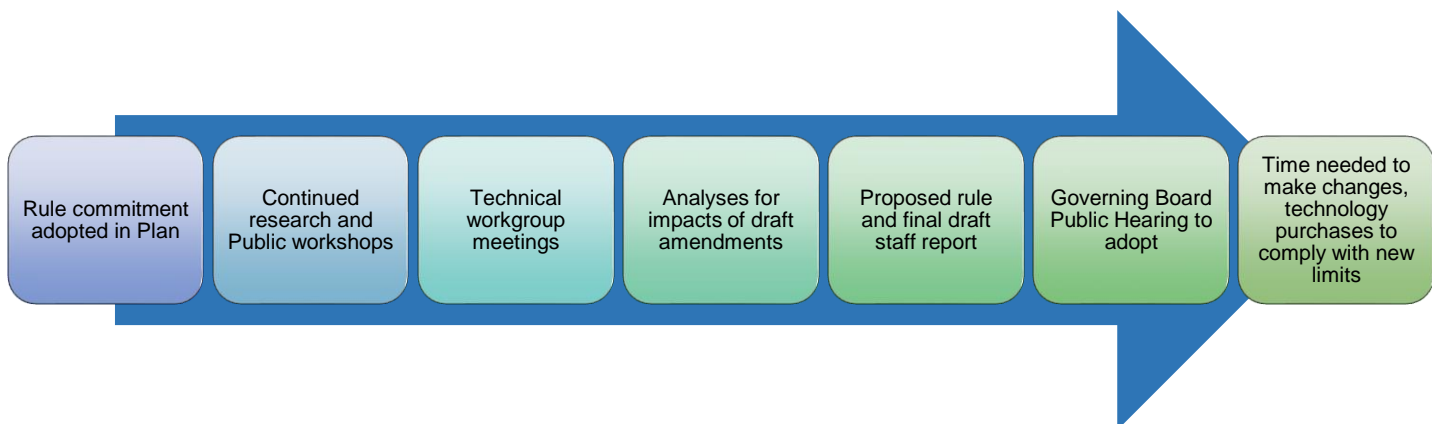 Rule commitment
adopted in Plan
Continued
research and
Public workshops
Technical
workgroup
meetings
Analyses for
impacts of draft
amendments
Proposed rule
and final draft
staff report
Governing Board
Public Hearing to
adopt
Time needed to
make changes,
technology
purchases to
comply with new
limits